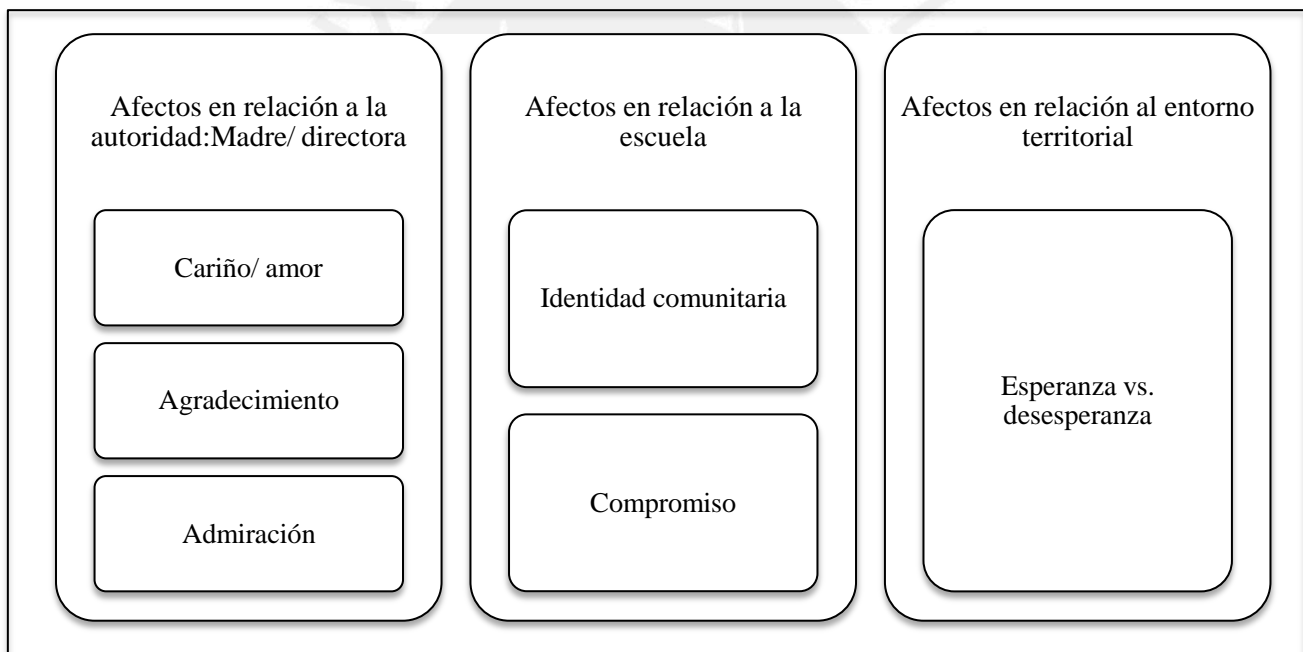 Afectos en relación a la
autoridad:Madre/ directora
Cariño/ amor
Agradecimiento
Admiración
Afectos en relación a la
escuela
Identidad comunitaria
Compromiso
Afectos en relación al entorno
territorial
Esperanza vs.
desesperanza